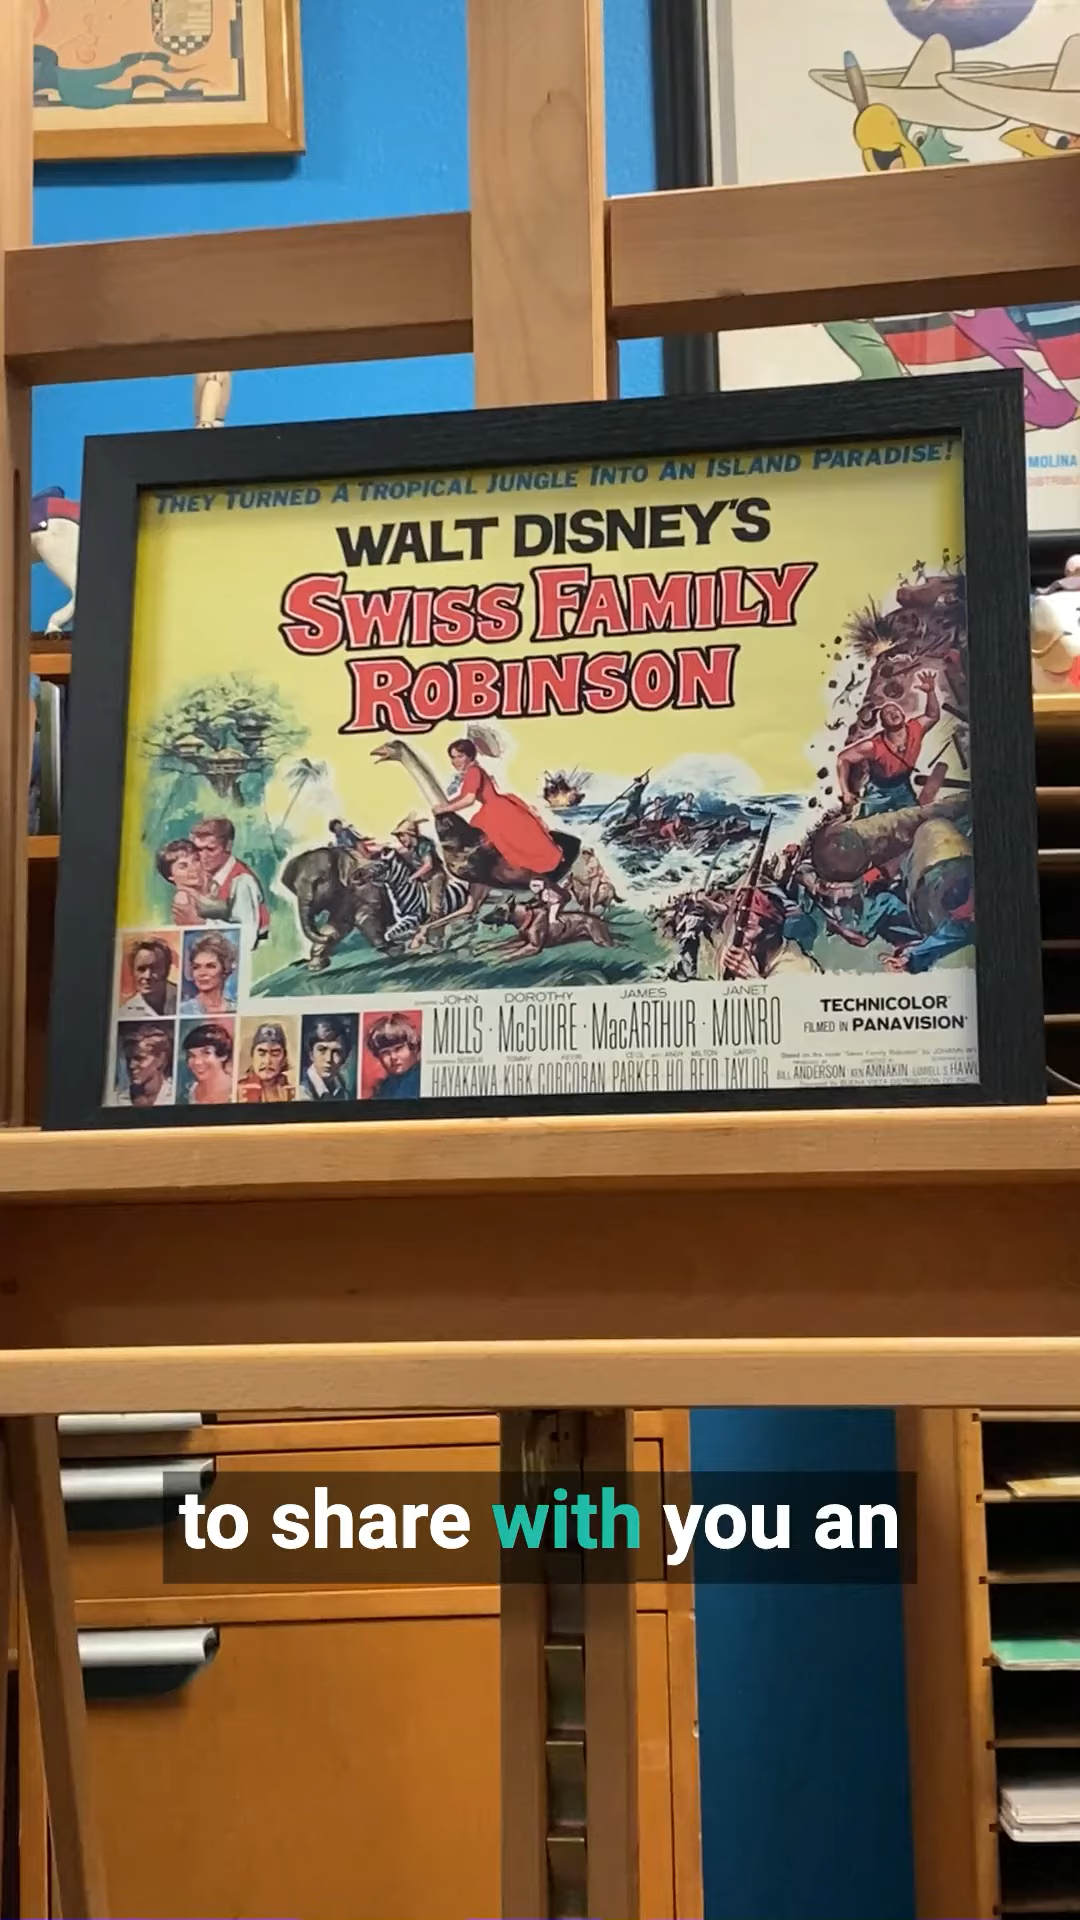 MOLINA
THEY TURNED A TROPICAL JUNGLE INTO AN ISLAND PARADISE!
WALT DISNEY'S
SWISS FAMILY
ROBINSON
JOHN MILLS · DOROTHY McGUIRE · JAMES MacARTHUR · JANET MUNRO
TECHNICOLOR
FILMED IN PANAVISION
HAYAKAWA · KIRK CORCORAN PARKER HO REID TAYLOR
BILL ANDERSON KEN ANNAKIN LOWELL S.
to share with you an